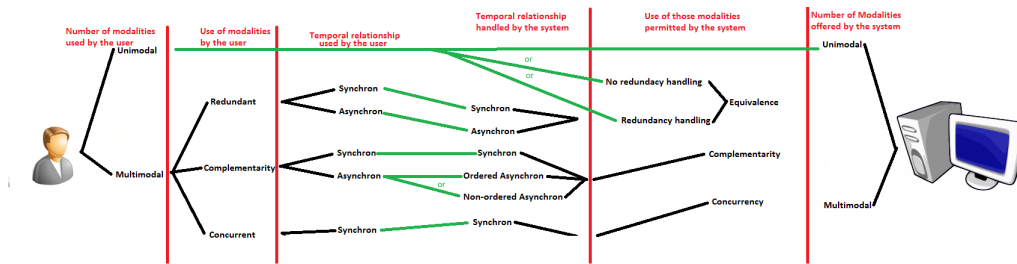 Number of modalities
used by the user
Use of modalities
by the user
Temporal relationship
used by the user
Temporal relationship
handled by the system
Use of those modalities
permitted by the system
Number of Modalities
offered by the system
Unimodal
Unimodal
or
or
No redundacy handling
Synchron
Redundant
Equivalence
Asynchron
Synchron
Redundancy handling
Asynchron
Synchron
Synchron
Complementarity
Complementarity
Multimodal
Asynchron
Ordered Asynchron
or
Non-ordered Asynchron
Concurrency
Multimodal
Synchron
Synchron
Concurrent